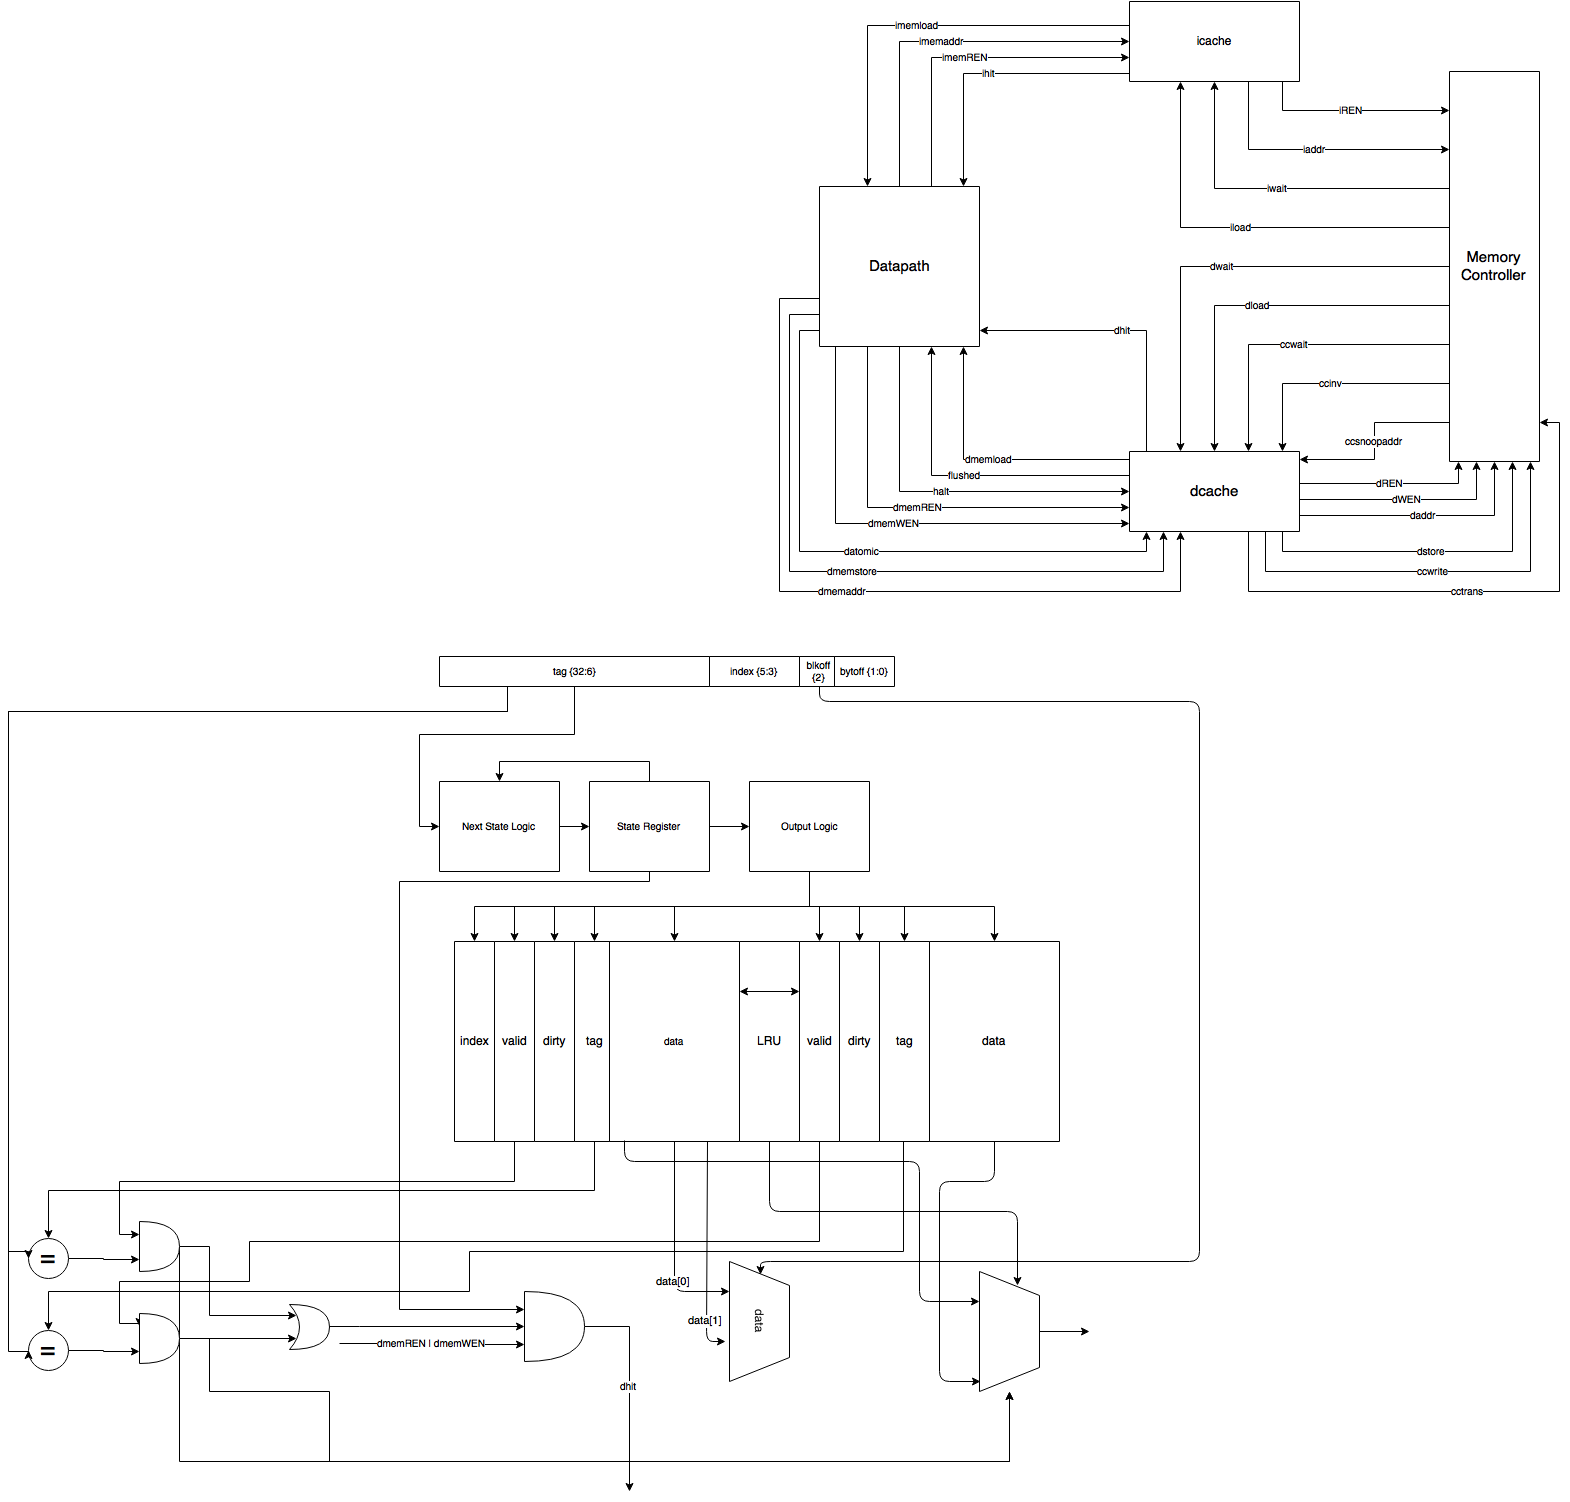 imemload
icache
imemaddr
imemREN
ihit
iREN
iaddr
iwait
iload
Memory
Controller
Datapath
dwait
dload
dhit
ccwait
ccinv
ccsnoopaddr
dmemload
flushed
halt
dcache
dREN
dmemREN
dWEN
dmemWEN
daddr
datomic
dstore
dmemstore
ccwrite
dmemaddr
cctrans
tag {32:6}
index {5:3}
blkoff
{2}
bytoff {1:0}
Next State Logic
State Register
Output Logic
index
valid
dirty
tag
data
LRU
valid
dirty
tag
data
=
data[0]
data[1]
data
=
dmemREN | dmemWEN
dhit